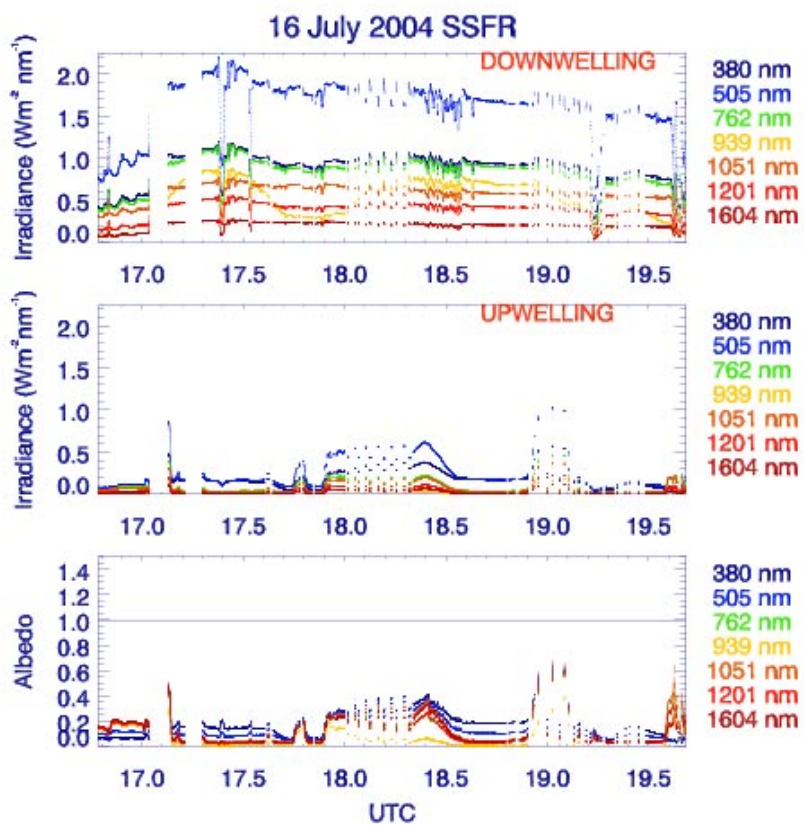 16 July 2004 SSFR
DOWNWELLING
Irradiance (Wm⁻² nm⁻¹)
2.0
1.5
1.0
0.5
0.0
17.0 17.5 18.0 18.5 19.0 19.5
380 nm
505 nm
762 nm
939 nm
1051 nm
1201 nm
1604 nm
UPWELLING
Irradiance (Wm⁻²nm⁻¹)
2.0
1.5
1.0
0.5
0.0
17.0 17.5 18.0 18.5 19.0 19.5
380 nm
505 nm
762 nm
939 nm
1051 nm
1201 nm
1604 nm
Albedo
1.4
1.2
1.0
0.8
0.6
0.4
0.2
0.0
17.0 17.5 18.0 18.5 19.0 19.5
UTC
380 nm
505 nm
762 nm
939 nm
1051 nm
1201 nm
1604 nm